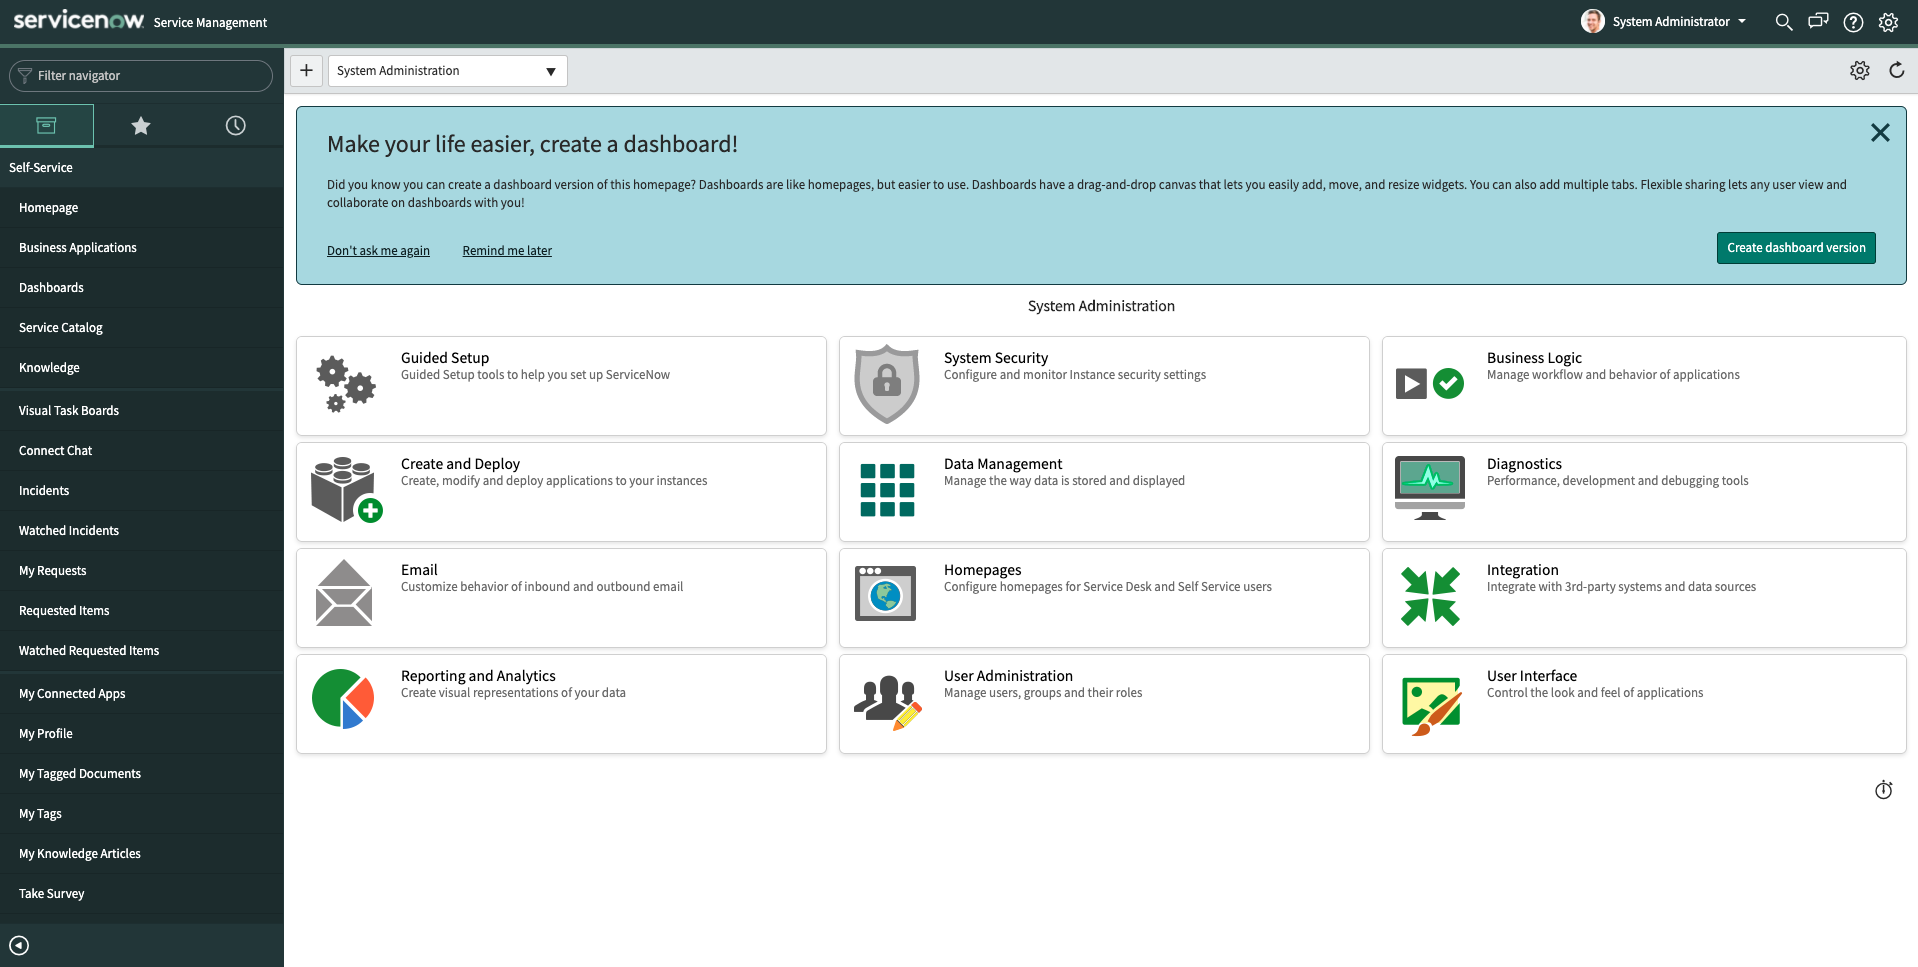 servicenow Service Management
System Administrator
Filter navigator
System Administration
Self-Service
Homepage
Business Applications
Dashboards
Service Catalog
Knowledge
Visual Task Boards
Connect Chat
Incidents
Watched Incidents
My Requests
Requested Items
Watched Requested Items
My Connected Apps
My Profile
My Tagged Documents
My Tags
My Knowledge Articles
Take Survey
Make your life easier, create a dashboard!
Did you know you can create a dashboard version of this homepage? Dashboards are like homepages, but easier to use. Dashboards have a drag-and-drop canvas that lets you easily add, move, and resize widgets. You can also add multiple tabs. Flexible sharing lets any user view and
collaborate on dashboards with you!
Don't ask me again
Remind me later
Create dashboard version
System Administration
Guided Setup
Guided Setup tools to help you set up ServiceNow
System Security
Configure and monitor Instance security settings
Business Logic
Manage workflow and behavior of applications
Create and Deploy
Create, modify and deploy applications to your instances
Data Management
Manage the way data is stored and displayed
Diagnostics
Performance, development and debugging tools
Email
Customize behavior of inbound and outbound email
Homepages
Configure homepages for Service Desk and Self Service users
Integration
Integrate with 3rd-party systems and data sources
Reporting and Analytics
Create visual representations of your data
User Administration
Manage users, groups and their roles
User Interface
Control the look and feel of applications